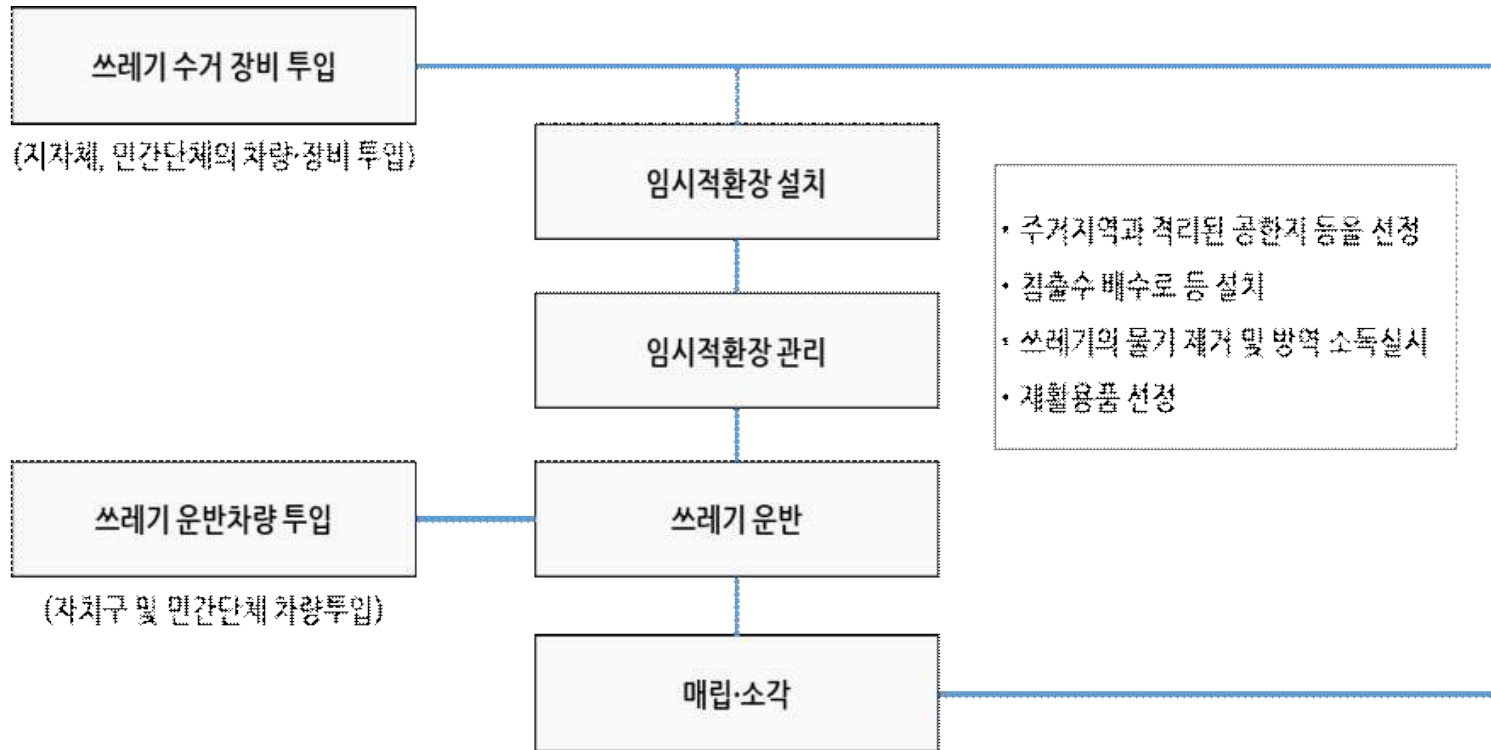 쓰레기 수거 장비 투입
(지자체, 민간단체의 차량·장비 투입)
임시적환장 설치
• 주거지역과 격리된 공한지 등을 선정
• 침출수 배수로 등 설치
• 쓰레기의 물기 제거 및 방역 소독실시
• 재활용품 선정
임시적환장 관리
쓰레기 운반차량 투입
(자치구 및 민간단체 차량투입)
쓰레기 운반
매립·소각